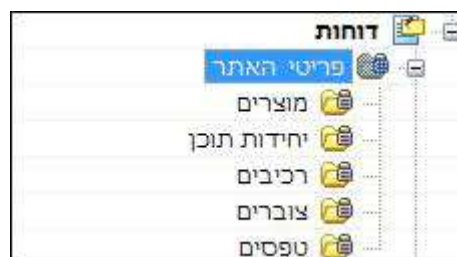 דוחות
פריטי האתר
מוצרים
יחידות תוכן
רכיבים
צוברים
טפסים